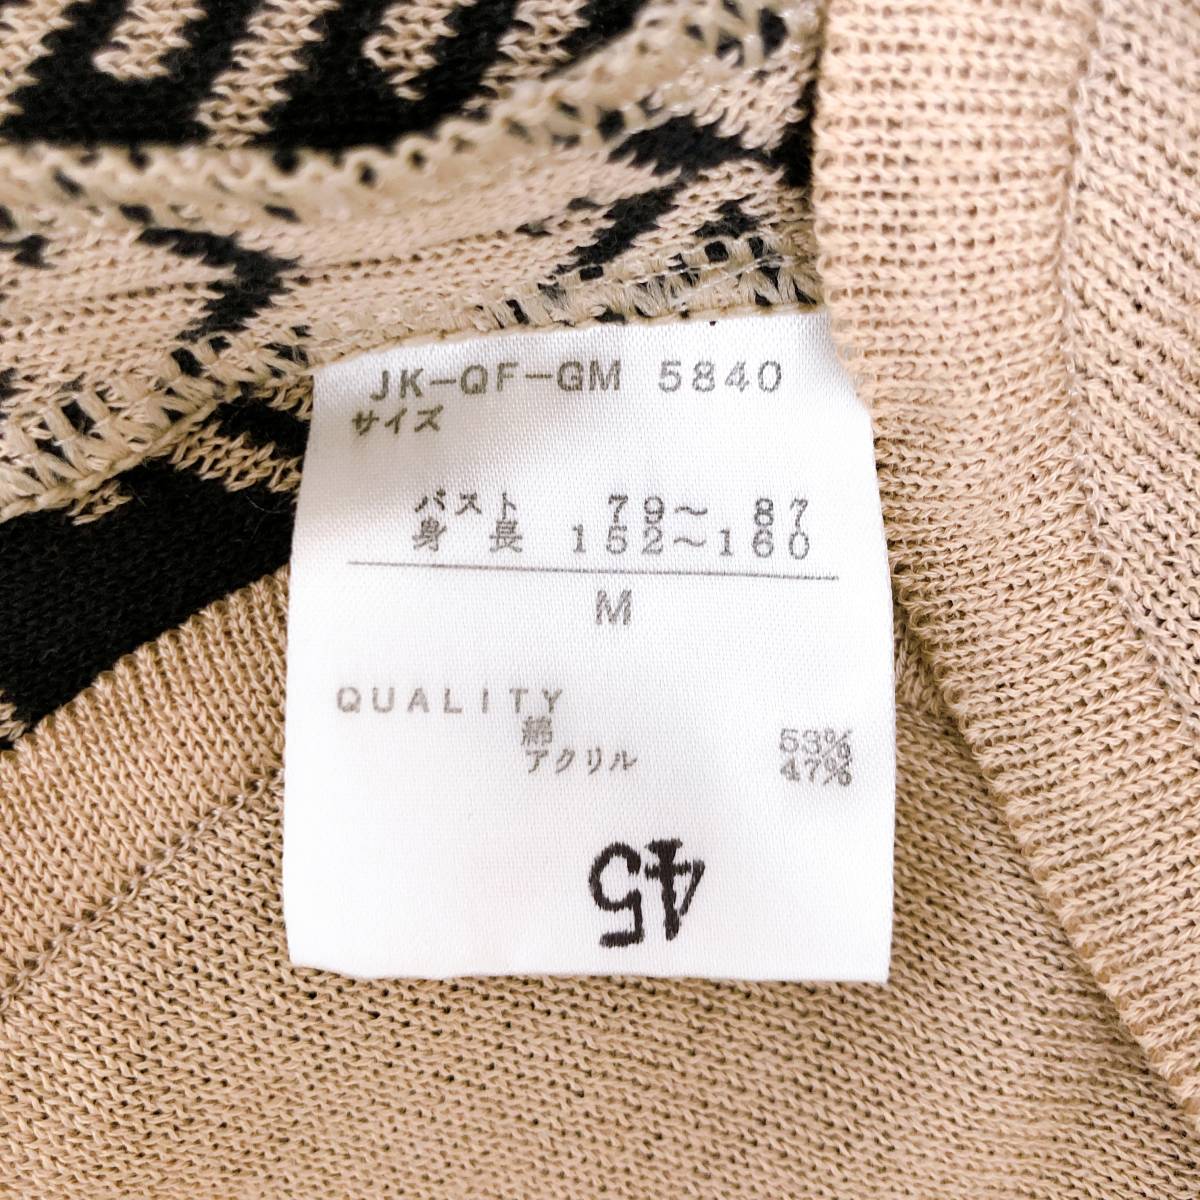 JK-QF-GM 5840
サイズ
バスト 79～ 87
身 長 152～160
M
QUALITY
綿 53%
アクリル 47%
45